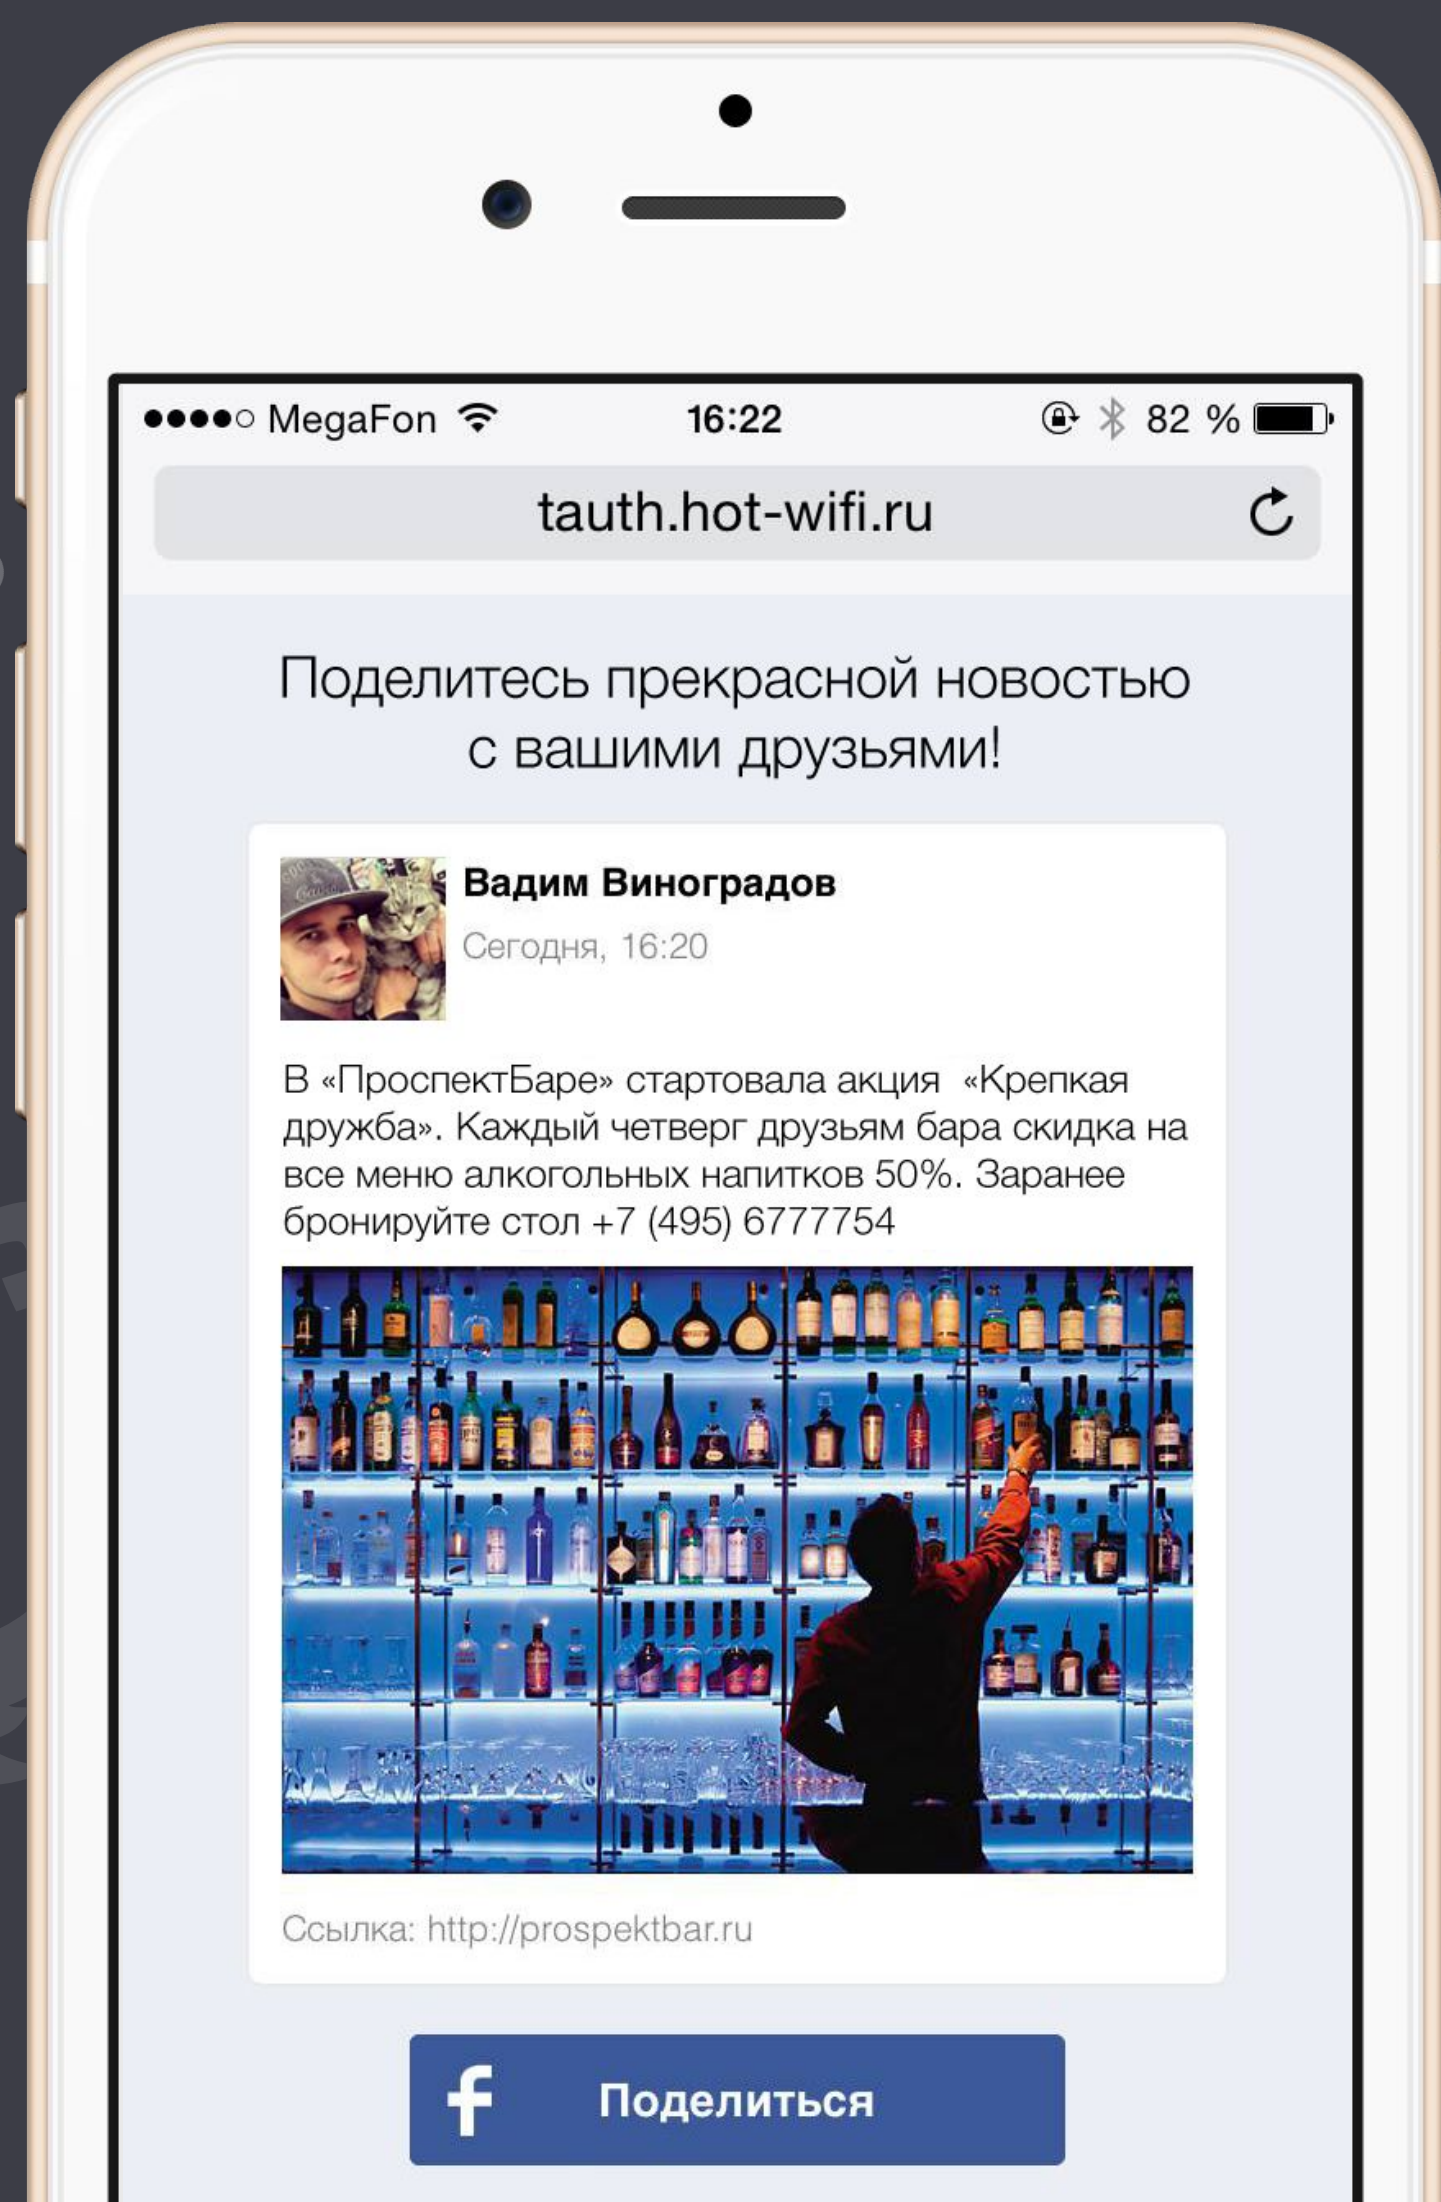 MegaFon 16:22 82 %
tauth.hot-wifi.ru
Поделитесь прекрасной новостью
с вашими друзьями!
Вадим Виноградов
Сегодня, 16:20
В «ПроспектБаре» стартовала акция «Крепкая
дружба». Каждый четверг друзьям бара скидка на
все меню алкогольных напитков 50%. Заранее
бронируйте стол +7 (495) 6777754
Ссылка: http://prospektbar.ru
f Поделиться